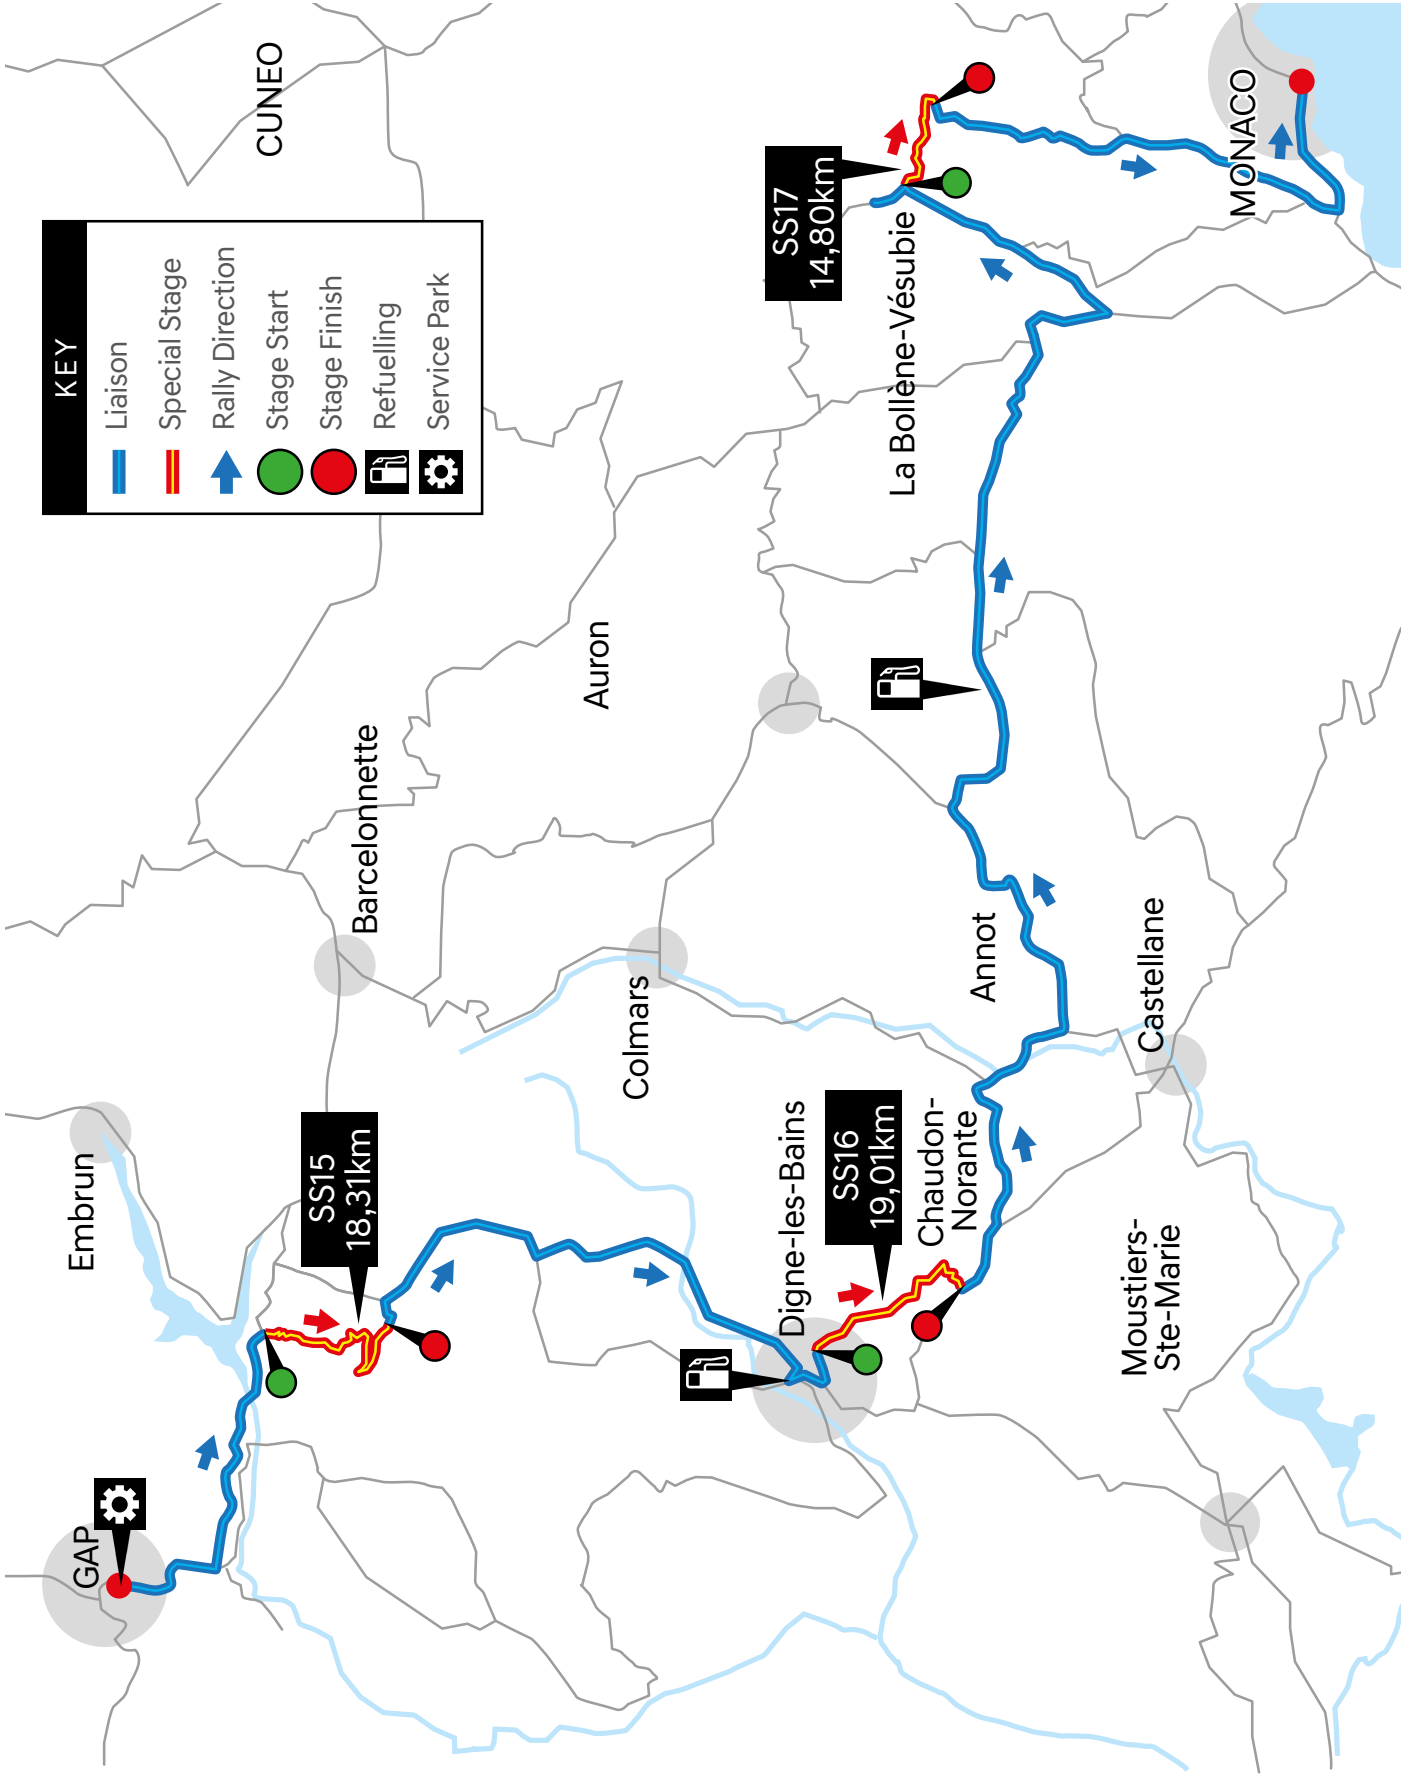 KEY
Liaison
Special Stage
Rally Direction
Stage Start
Stage Finish
Refuelling
Service Park
CUNEO
GAP
Embrun
SS15
18,31km
Barcelonnette
Auron
Colmars
Digne-les-Bains
SS16
19,01km
Chaudon-
Norante
Annot
Castellane
Moustiers-
Ste-Marie
SS17
14,80km
La Bollène-Vésubie
MONACO